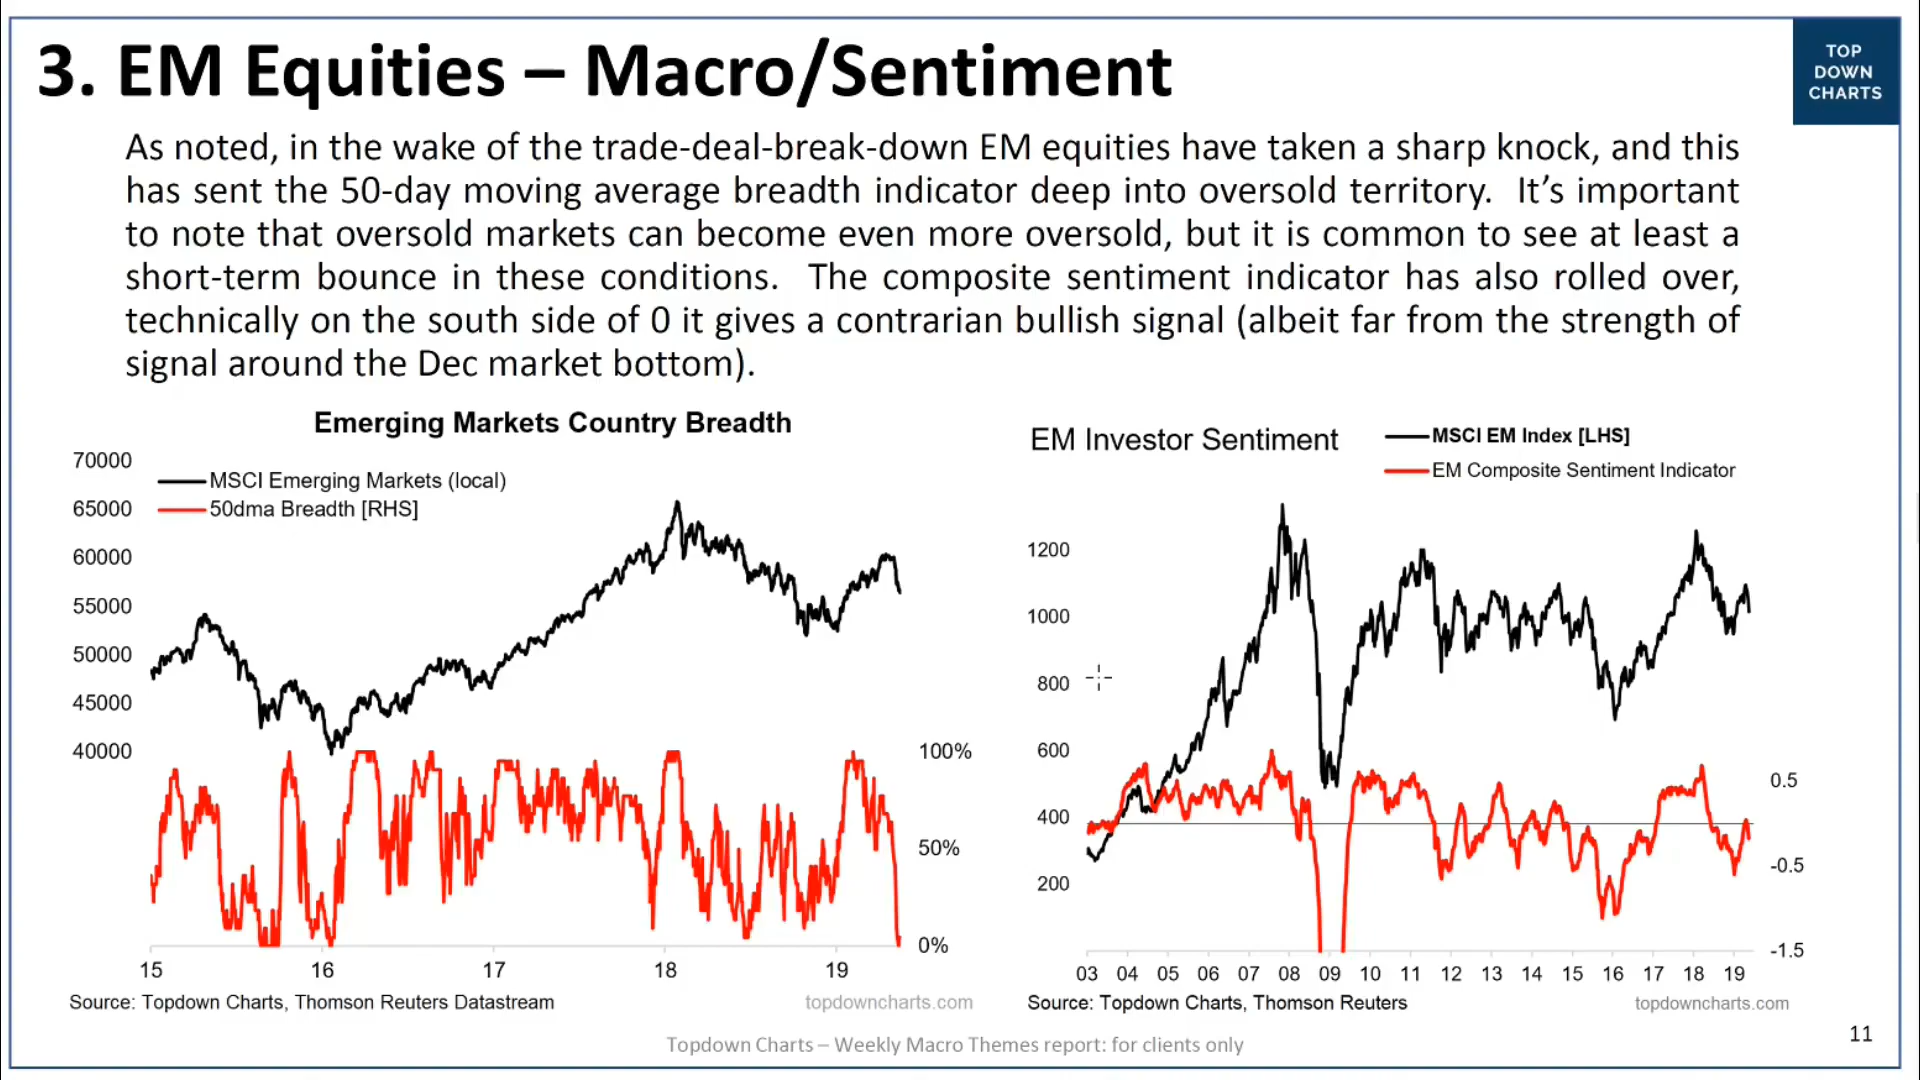 3. EM Equities – Macro/Sentiment
TOP
DOWN
CHARTS
As noted, in the wake of the trade-deal-break-down EM equities have taken a sharp knock, and this
has sent the 50-day moving average breadth indicator deep into oversold territory.  It’s important
to note that oversold markets can become even more oversold, but it is common to see at least a
short-term bounce in these conditions.  The composite sentiment indicator has also rolled over,
technically on the south side of 0 it gives a contrarian bullish signal (albeit far from the strength of
signal around the Dec market bottom).
Emerging Markets Country Breadth
MSCI Emerging Markets (local)
50dma Breadth [RHS]
70000
65000
60000
55000
50000
45000
40000
100%
50%
0%
15 16 17 18 19
Source: Topdown Charts, Thomson Reuters Datastream
topdowncharts.com
EM Investor Sentiment
MSCI EM Index [LHS]
EM Composite Sentiment Indicator
1200
1000
800
600
400
200
0.5
-0.5
-1.5
03 04 05 06 07 08 09 10 11 12 13 14 15 16 17 18 19
Source: Topdown Charts, Thomson Reuters
topdowncharts.com
Topdown Charts – Weekly Macro Themes report: for clients only
11